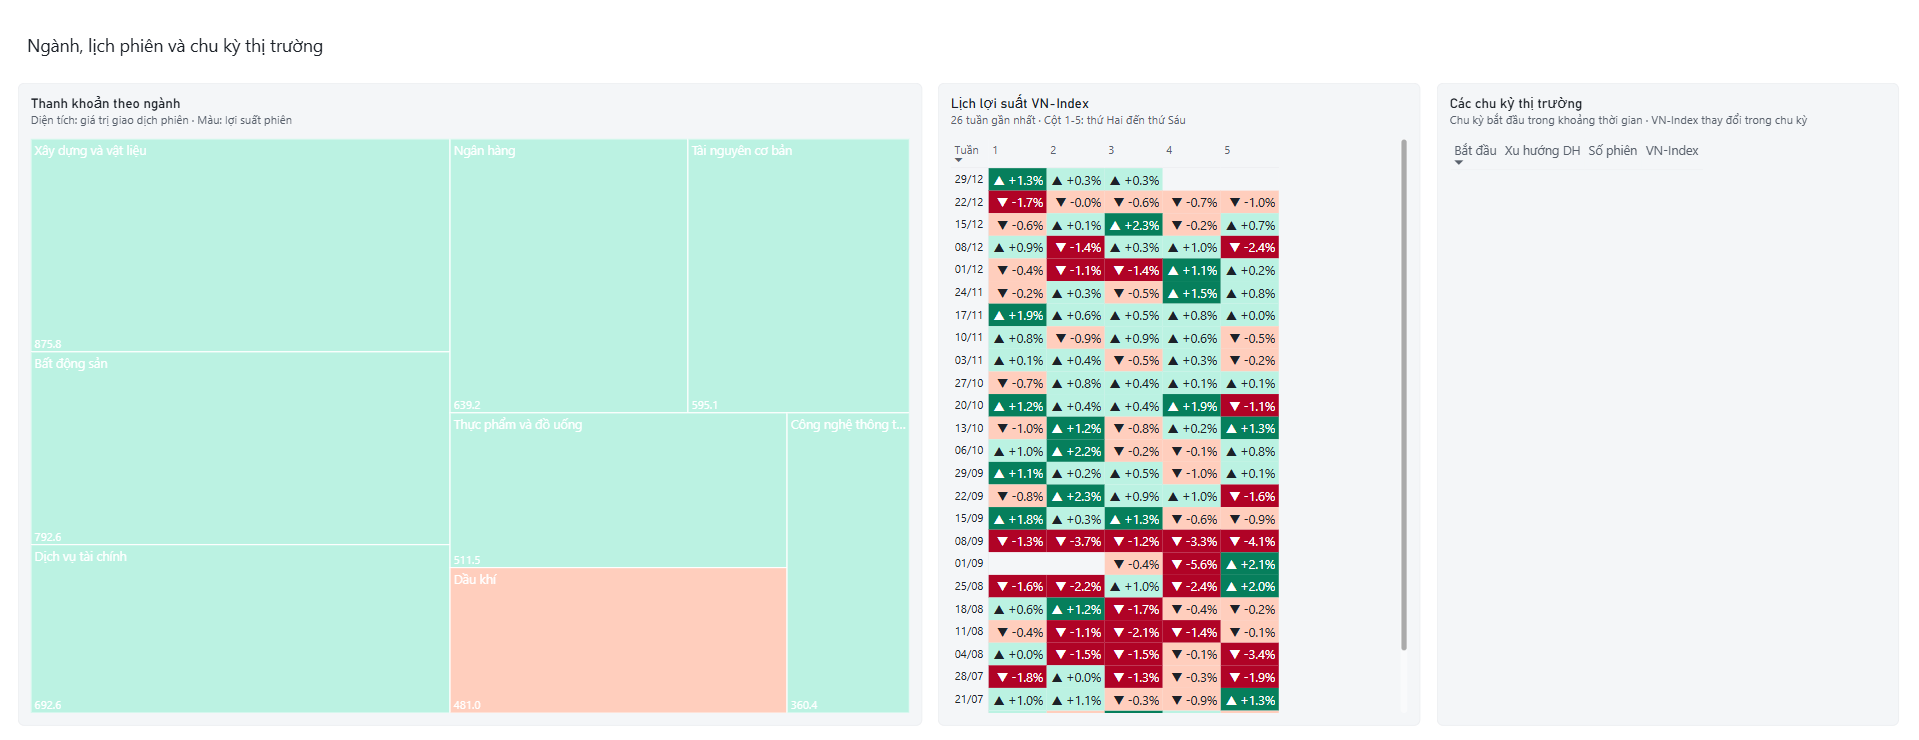 Ngành, lịch phiên và chu kỳ thị trường
Thanh khoản theo ngành
Diện tích: giá trị giao dịch phiên · Màu: lợi suất phiên
Xây dựng và vật liệu
875.8
Bất động sản
792.6
Dịch vụ tài chính
692.6
Ngân hàng
639.2
Tài nguyên cơ bản
595.1
Thực phẩm và đồ uống
511.5
Dầu khí
481.0
Công nghệ thông t...
360.4
Lịch lợi suất VN-Index
26 tuần gần nhất · Cột 1-5: thứ Hai đến thứ Sáu
Tuần 1 2 3 4 5
29/12 ▲ +1.3% ▲ +0.3% ▲ +0.3%
22/12 ▼ -1.7% ▼ -0.0% ▼ -0.6% ▼ -0.7% ▼ -1.0%
15/12 ▼ -0.6% ▲ +0.1% ▲ +2.3% ▼ -0.2% ▲ +0.7%
08/12 ▲ +0.9% ▼ -1.4% ▲ +0.3% ▲ +1.0% ▼ -2.4%
01/12 ▼ -0.4% ▼ -1.1% ▼ -1.4% ▲ +1.1% ▲ +0.2%
24/11 ▼ -0.2% ▲ +0.3% ▼ -0.5% ▲ +1.5% ▲ +0.8%
17/11 ▲ +1.9% ▲ +0.6% ▲ +0.5% ▲ +0.8% ▲ +0.0%
10/11 ▲ +0.8% ▼ -0.9% ▲ +0.9% ▲ +0.6% ▼ -0.5%
03/11 ▲ +0.1% ▲ +0.4% ▼ -0.5% ▲ +0.3% ▼ -0.2%
27/10 ▼ -0.7% ▲ +0.8% ▲ +0.4% ▲ +0.1% ▲ +0.1%
20/10 ▲ +1.2% ▲ +0.4% ▲ +0.4% ▲ +1.9% ▼ -1.1%
13/10 ▼ -1.0% ▲ +1.2% ▼ -0.8% ▲ +0.2% ▲ +1.3%
06/10 ▲ +1.0% ▲ +2.2% ▼ -0.2% ▼ -0.1% ▲ +0.8%
29/09 ▲ +1.1% ▲ +0.2% ▲ +0.5% ▼ -1.0% ▲ +0.1%
22/09 ▼ -0.8% ▲ +2.3% ▲ +0.9% ▲ +1.0% ▼ -1.6%
15/09 ▲ +1.8% ▲ +0.3% ▲ +1.3% ▼ -0.6% ▼ -0.9%
08/09 ▼ -1.3% ▼ -3.7% ▼ -1.2% ▼ -3.3% ▼ -4.1%
01/09 ▼ -0.4% ▼ -5.6% ▲ +2.1%
25/08 ▼ -1.6% ▼ -2.2% ▲ +1.0% ▼ -2.4% ▲ +2.0%
18/08 ▲ +0.6% ▲ +1.2% ▼ -1.7% ▼ -0.4% ▼ -0.2%
11/08 ▼ -0.4% ▼ -1.1% ▼ -2.1% ▼ -1.4% ▼ -0.1%
04/08 ▲ +0.0% ▼ -1.5% ▼ -1.5% ▼ -0.1% ▼ -3.4%
28/07 ▼ -1.8% ▲ +0.0% ▼ -1.3% ▼ -0.3% ▼ -1.9%
21/07 ▲ +1.0% ▲ +1.1% ▼ -0.3% ▼ -0.9% ▲ +1.3%
Các chu kỳ thị trường
Chu kỳ bắt đầu trong khoảng thời gian · VN-Index thay đổi trong chu kỳ
Bắt đầu Xu hướng DH Số phiên VN-Index